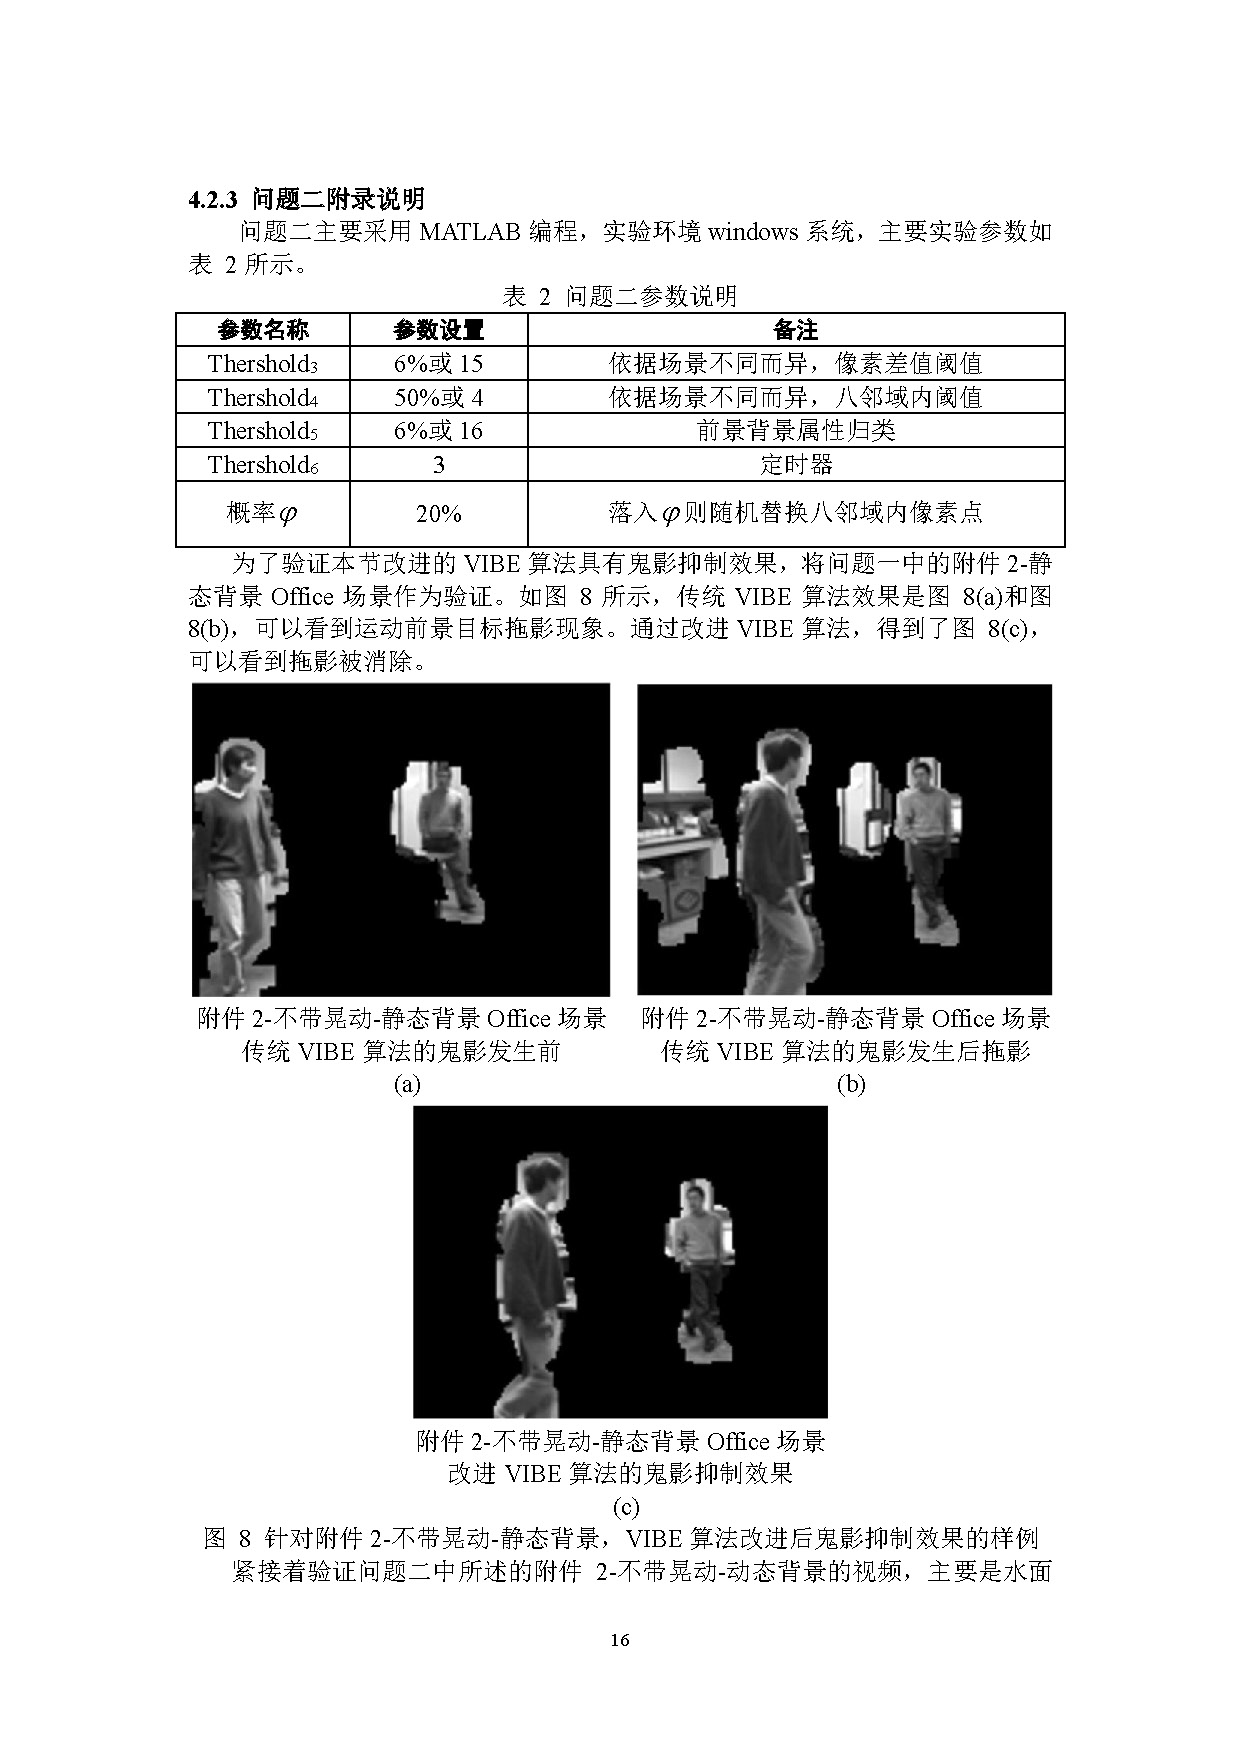 4.2.3 问题二附录说明
问题二主要采用 MATLAB 编程，实验环境 windows 系统，主要实验参数如
表 2 所示。
表 2 问题二参数说明
参数名称 参数设置 备注
Thershold₃ 6%或 15 依据场景不同而异，像素差值阈值
Thershold₄ 50%或 4 依据场景不同而异，八邻域内阈值
Thershold₅ 6%或 16 前景背景属性归类
Thershold₆ 3 定时器
概率φ 20% 落入φ则随机替换八邻域内像素点
为了验证本节改进的 VIBE 算法具有鬼影抑制效果，将问题一中的附件 2-静
态背景 Office 场景作为验证。如图 8 所示，传统 VIBE 算法效果是图 8(a)和图
8(b)，可以看到运动前景目标拖影现象。通过改进 VIBE 算法，得到了图 8(c)，
可以看到拖影被消除。
附件 2-不带晃动-静态背景 Office 场景
传统 VIBE 算法的鬼影发生前
(a)
附件 2-不带晃动-静态背景 Office 场景
传统 VIBE 算法的鬼影发生后拖影
(b)
附件 2-不带晃动-静态背景 Office 场景
改进 VIBE 算法的鬼影抑制效果
(c)
图 8 针对附件 2-不带晃动-静态背景，VIBE 算法改进后鬼影抑制效果的样例
紧接着验证问题二中所述的附件 2-不带晃动-动态背景的视频，主要是水面
16